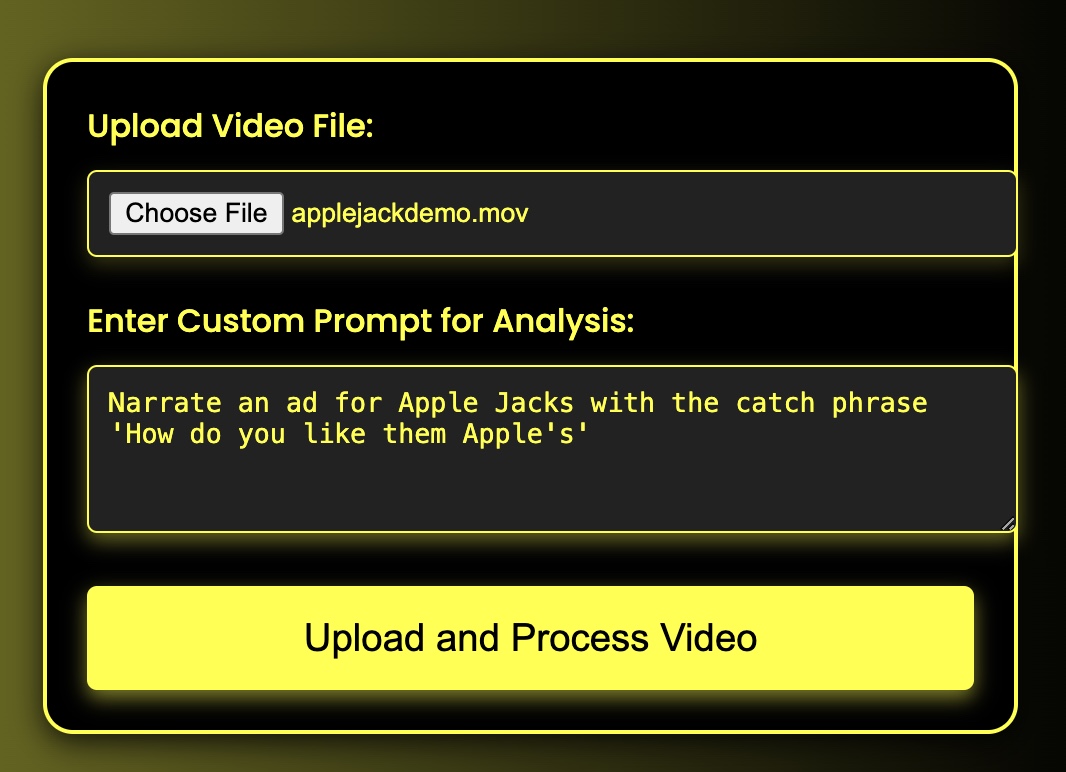 Upload Video File:
Choose File applejackdemo.mov
Enter Custom Prompt for Analysis:
Narrate an ad for Apple Jacks with the catch phrase
'How do you like them Apple's'
Upload and Process Video